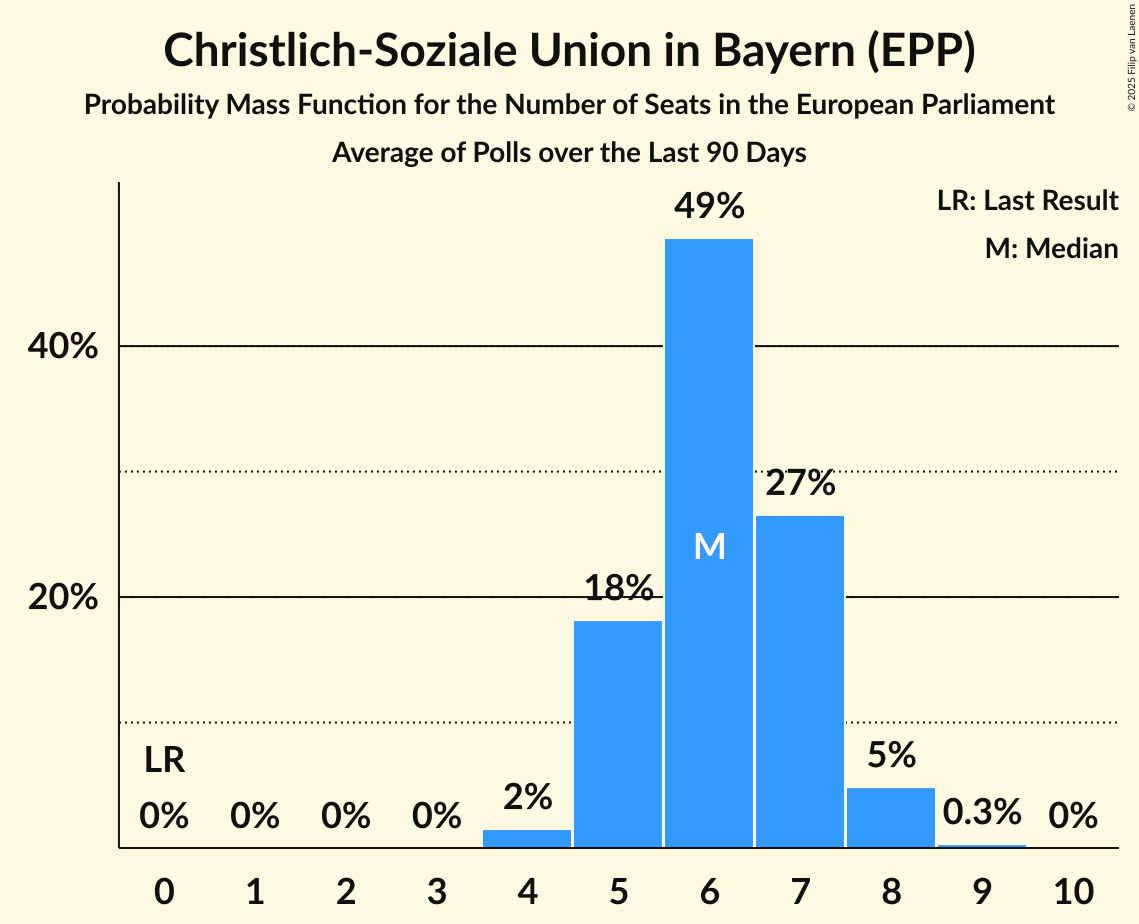 Christlich-Soziale Union in Bayern (EPP)
Probability Mass Function for the Number of Seats in the European Parliament
Average of Polls over the Last 90 Days
© 2025 Filip van Laenen
LR: Last Result
M: Median
49%
40%
27%
M
18%
20%
LR
5%
2%
0% 0% 0% 0% 0.3% 0%
0 1 2 3 4 5 6 7 8 9 10